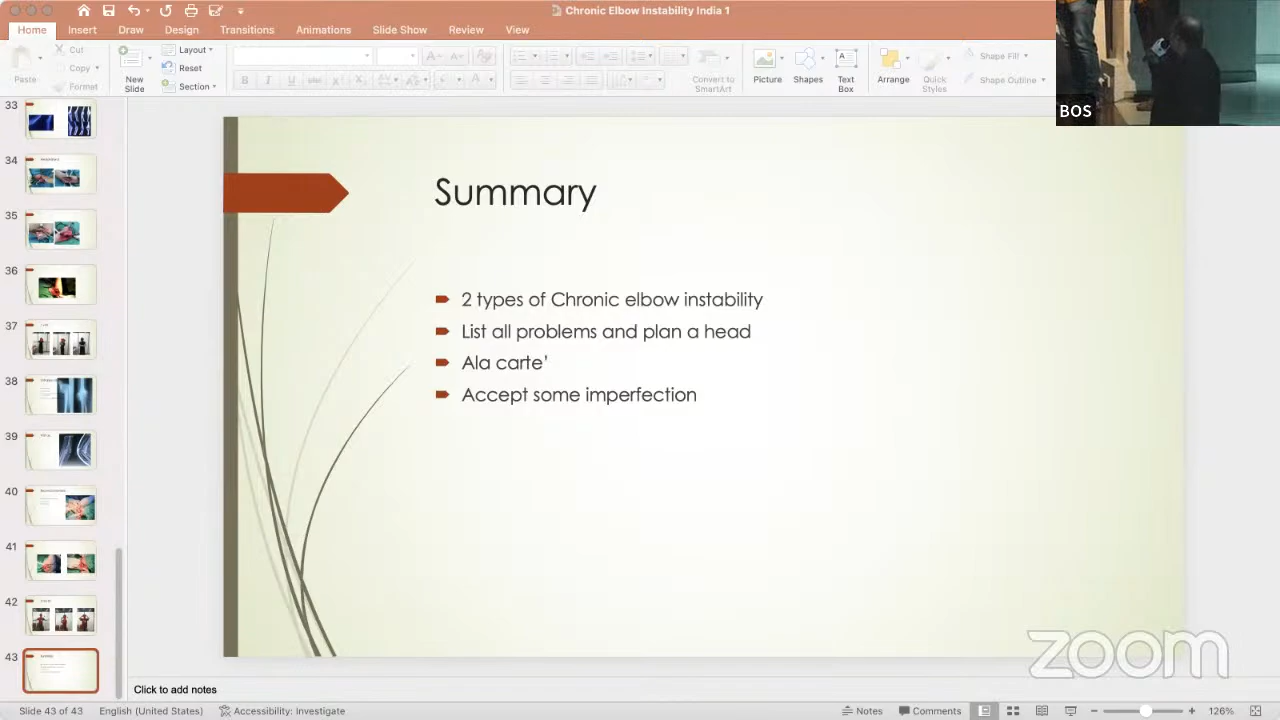 Chronic Elbow Instability India 1
Home Insert Draw Design Transitions Animations Slide Show Review View
Paste
Cut
Copy
Format
New Slide
Layout
Reset
Section
Convert to SmartArt
Picture
Shapes
Text Box
Arrange
Quick Styles
Shape Fill
Shape Outline
BOS
33
34
35
36
37
38
39
40
41
42
43
Summary
2 types of Chronic elbow instability
List all problems and plan a head
Ala carte'
Accept some imperfection
zoom
Click to add notes
Slide 43 of 43 English (United States) Accessibility: Investigate Notes Comments 126%